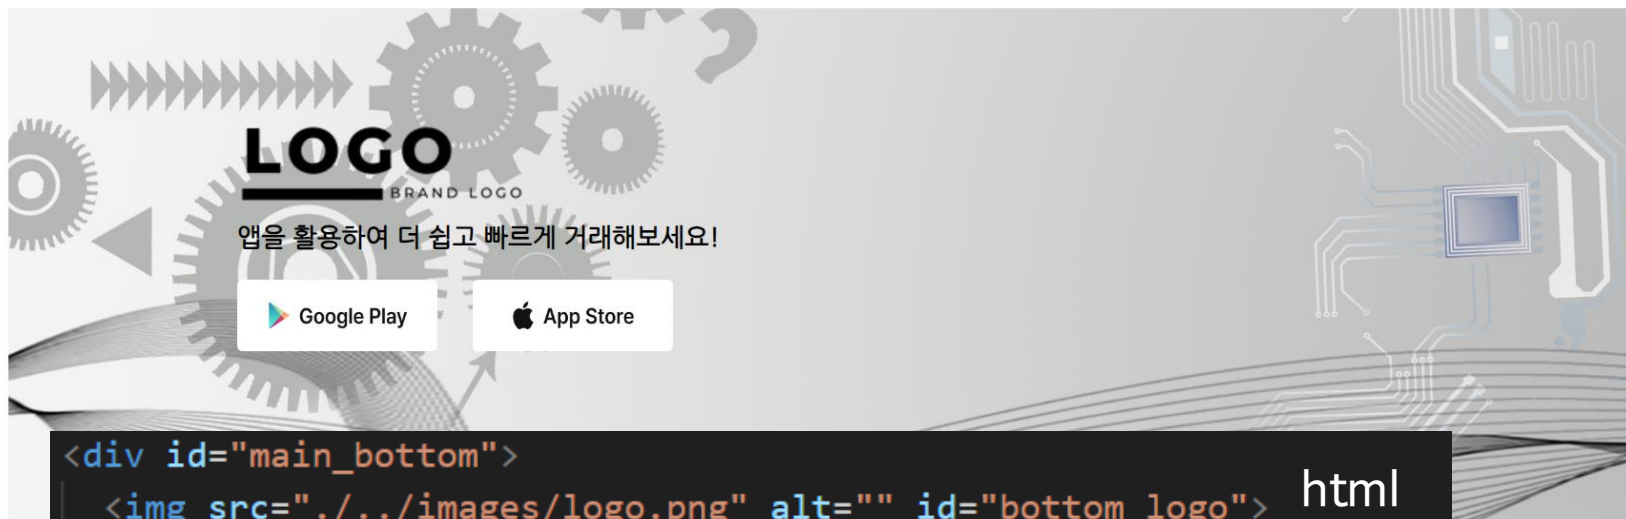 LOGO
BRAND LOGO
앱을 활용하여 더 쉽고 빠르게 거래해보세요!
Google Play
App Store
<div id="main_bottom">
<img src="./../images/logo.png" alt="" id="bottom_logo">
html